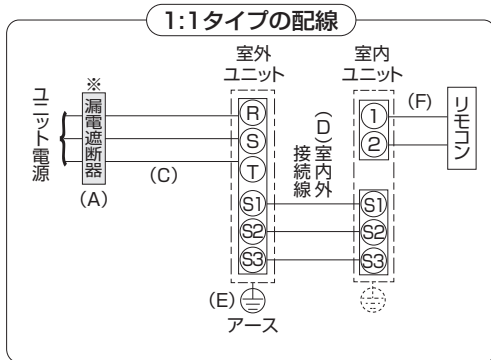 1:1タイプの配線
室外
ユニット
室内
ユニット
※
漏電遮断器
(A)
ユニット電源
(C)
R
S
T
S1
S2
S3
(D)室内外
接続線
1
2
S1
S2
S3
(F)
リモコン
(E)
アース